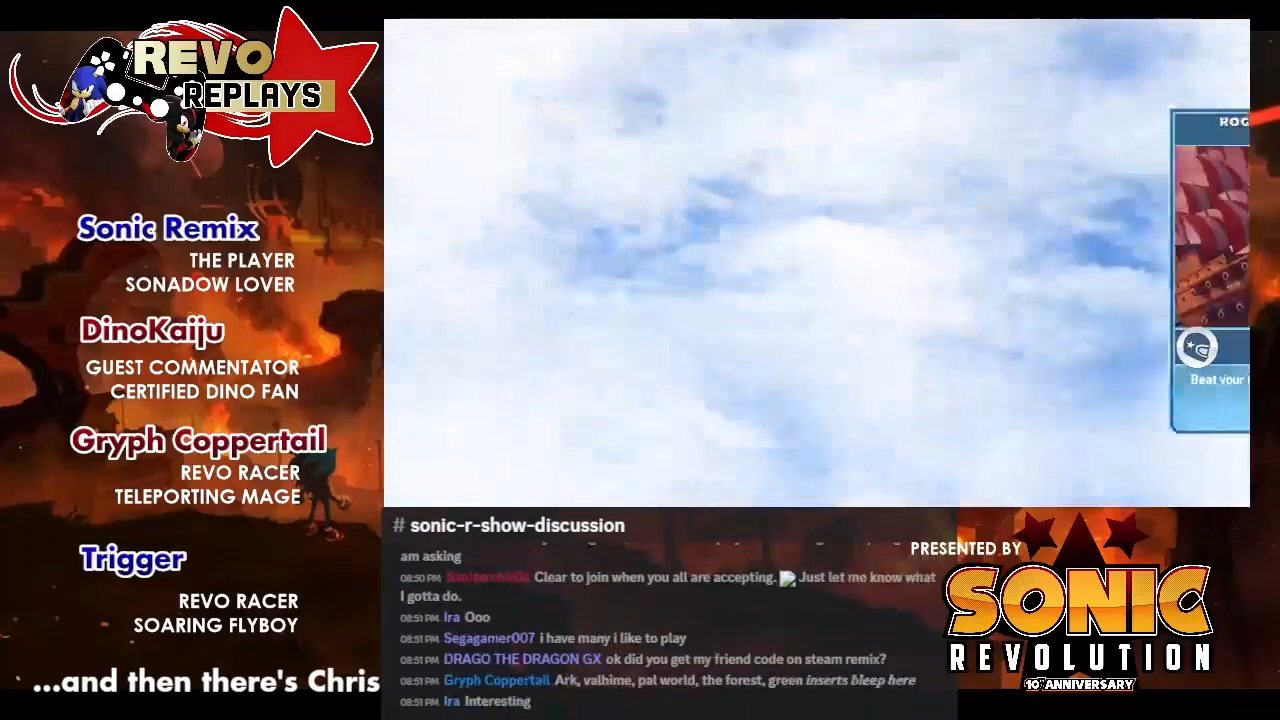 REVO
REPLAYS
Sonic Remix
THE PLAYER
SONADOW LOVER
DinoKaiju
GUEST COMMENTATOR
CERTIFIED DINO FAN
Gryph Coppertail
REVO RACER
TELEPORTING MAGE
Trigger
REVO RACER
SOARING FLYBOY
...and then there's Chris
ROG
Beat your
# sonic-r-show-discussion
am asking
08:50 PM Clear to join when you all are accepting. Just let me know what
I gotta do.
08:51 PM Ira Ooo
08:51 PM Segagamer007 i have many i like to play
08:51 PM DRAGO THE DRAGON GX ok did you get my friend code on steam remix?
08:51 PM Gryph Coppertail Ark, valhime, pal world, the forest, green inserts bleep here
08:51 PM Ira Interesting
PRESENTED BY
SONIC
REVOLUTION
10TH ANNIVERSARY